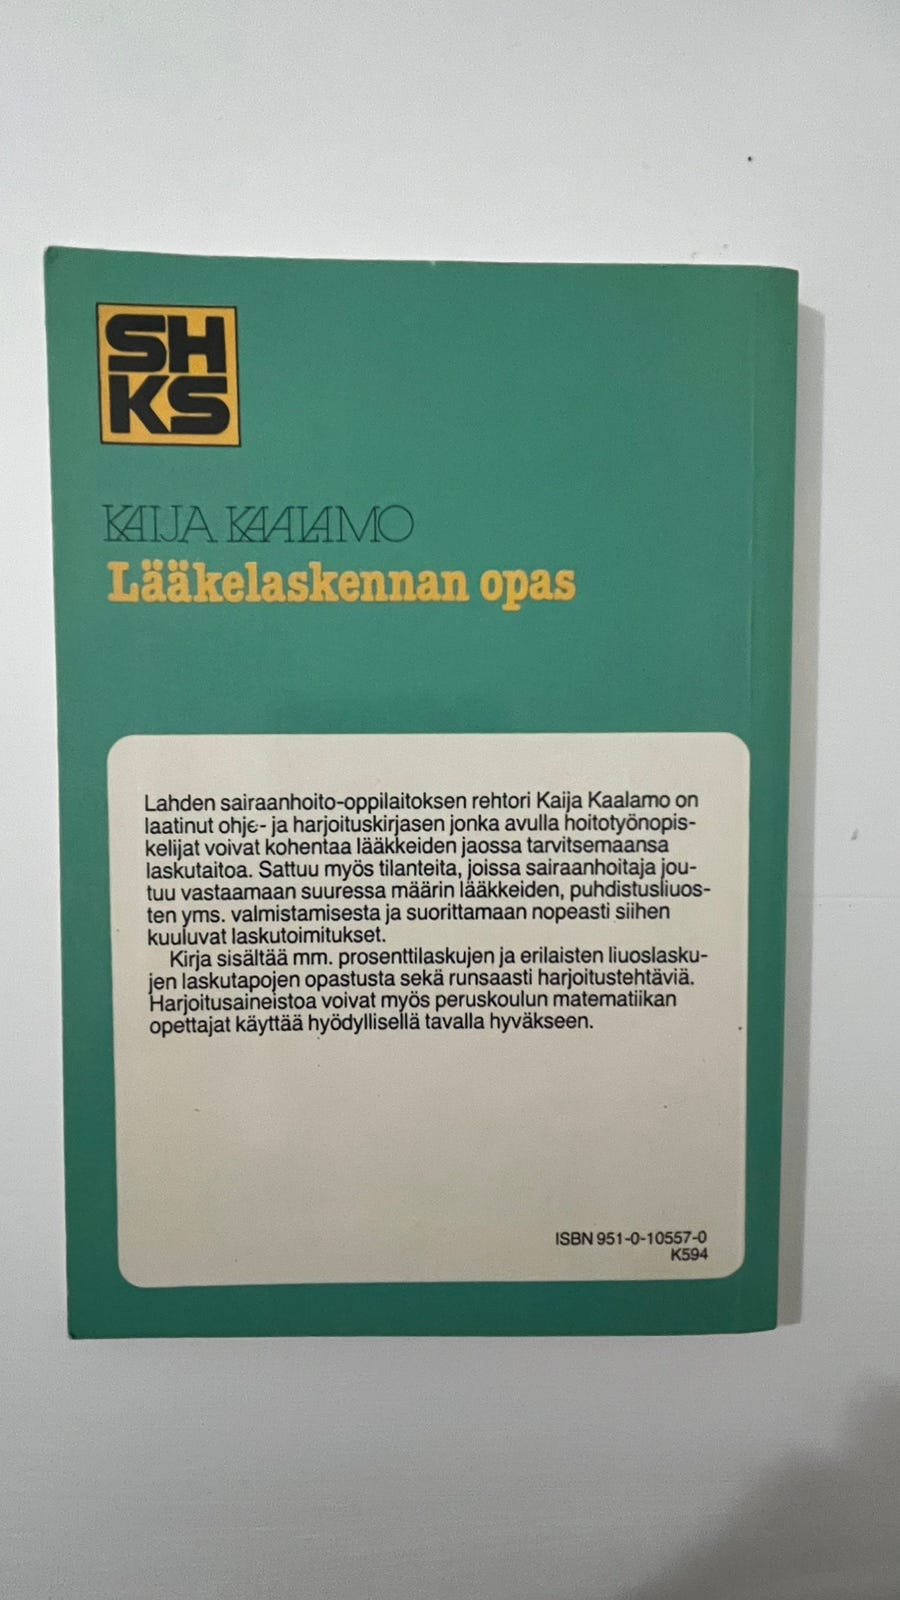 SH
KS
KAIJA KAALAMO
Lääkelaskennan opas
Lahden sairaanhoito-oppilaitoksen rehtori Kaija Kaalamo on
laatinut ohje- ja harjoituskirjasen jonka avulla hoitotyönopis-
kelijat voivat kohentaa lääkkeiden jaossa tarvitsemaansa
laskutaitoa. Sattuu myös tilanteita, joissa sairaanhoitaja jou-
tuu vastaamaan suuressa määrin lääkkeiden, puhdistusliuos-
ten yms. valmistamisesta ja suorittamaan nopeasti siihen
kuuluvat laskutoimitukset.
Kirja sisältää mm. prosenttilaskujen ja erilaisten liuoslasku-
jen laskutapojen opastusta sekä runsaasti harjoitustehtäviä.
Harjoitusaineistoa voivat myös peruskoulun matematiikan
opettajat käyttää hyödyllisellä tavalla hyväkseen.
ISBN 951-0-10557-0
K594